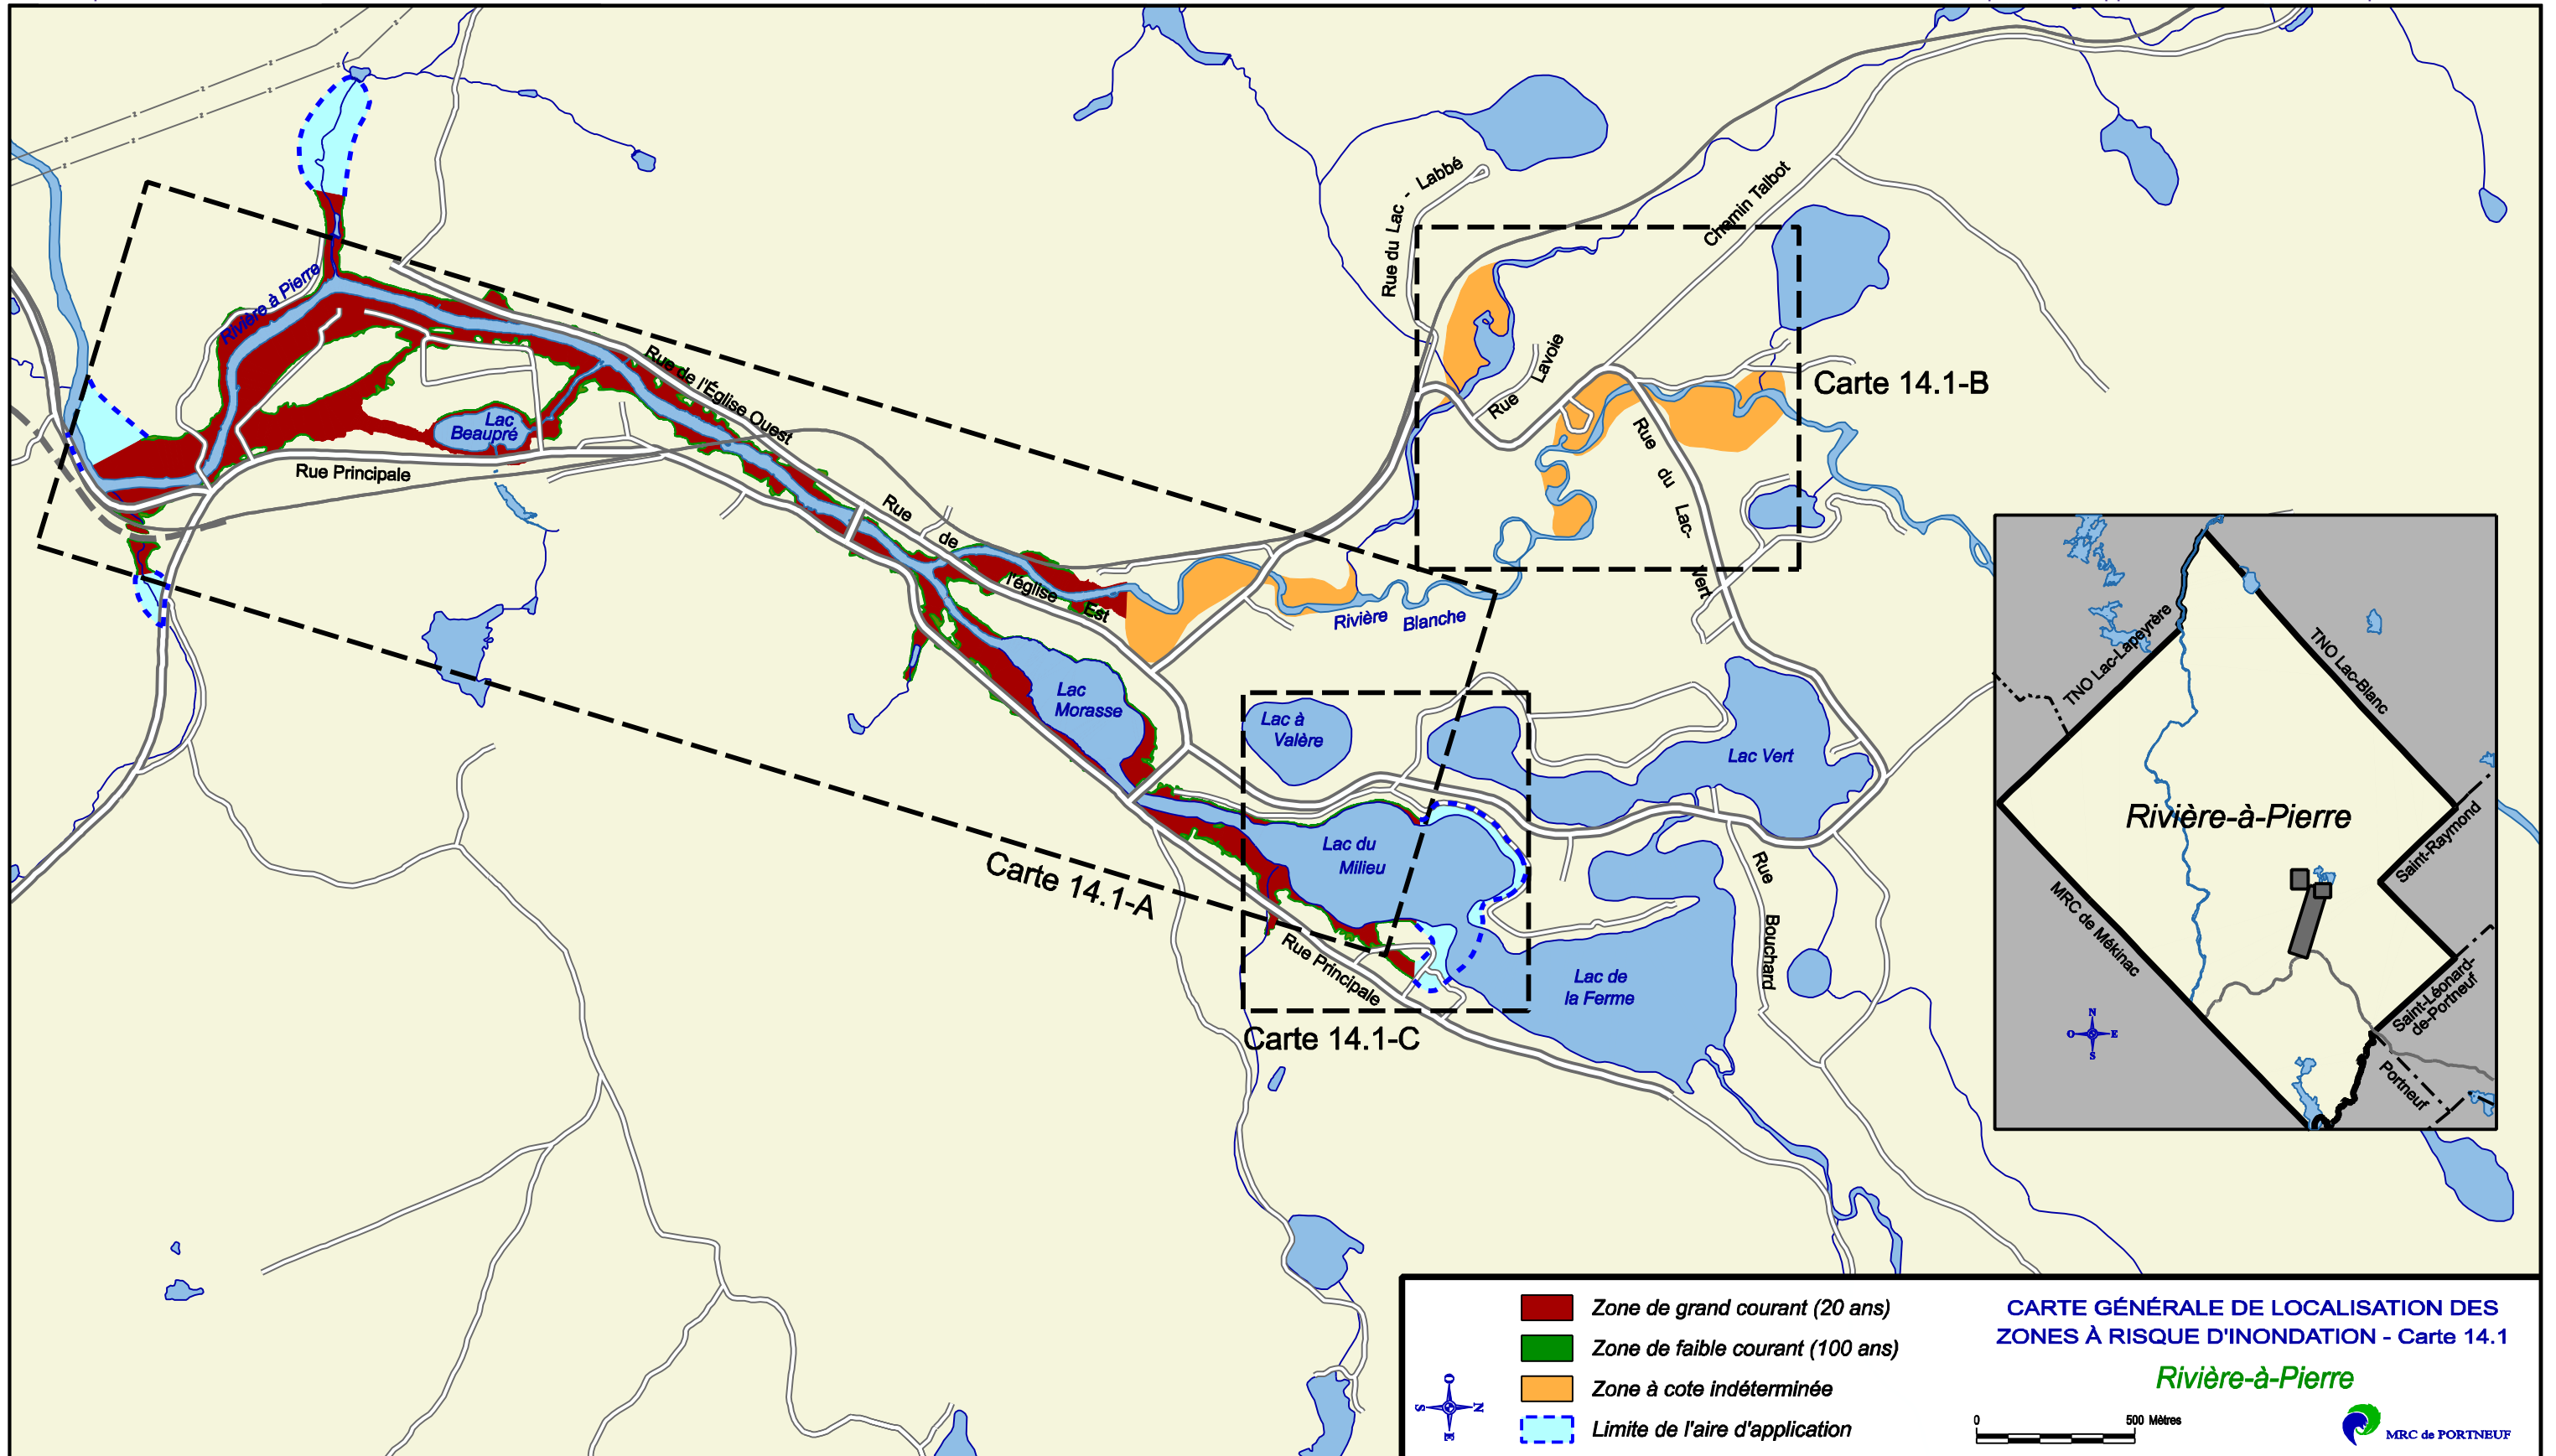 Rue du Lac - Labbé
Chemin Talbot
Rivière à Pierre
Rue de l'Église Ouest
Rue Lavoie
Carte 14.1-B
Lac
Beaupré
Rue Principale
Rue du Lac-Vert
Rue de l'église Est
Rivière Blanche
Lac
Morasse
Lac à
Valère
Lac Vert
Lac du
Milieu
Carte 14.1-A
Rue Bouchard
Rue Principale
Lac de
la Ferme
Carte 14.1-C
TNO Lac-Lapeyrère
TNO Lac-Blanc
Rivière-à-Pierre
Saint-Raymond
MRC de Mékinac
Saint-Léonard-
de-Portneuf
Portneuf
N
O E
S
Zone de grand courant (20 ans)
Zone de faible courant (100 ans)
Zone à cote indéterminée
Limite de l'aire d'application
O
S N
E
CARTE GÉNÉRALE DE LOCALISATION DES
ZONES À RISQUE D'INONDATION - Carte 14.1
Rivière-à-Pierre
0 500 Mètres
MRC de PORTNEUF